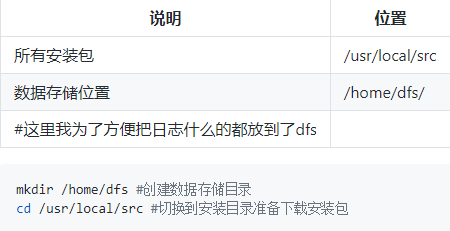 说明 位置
所有安装包 /usr/local/src
数据存储位置 /home/dfs/
#这里我为了方便把日志什么的都放到了dfs
mkdir /home/dfs #创建数据存储目录
cd /usr/local/src #切换到安装目录准备下载安装包